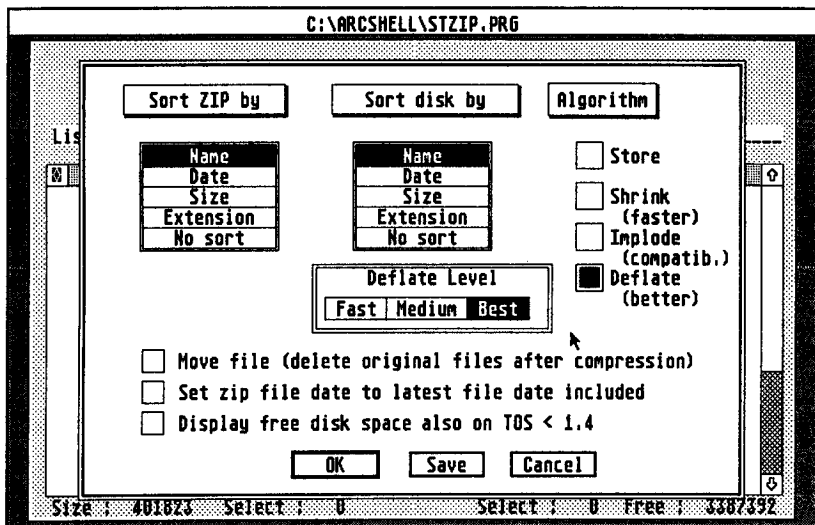 C:\ARCSHELL\STZIP.PRG
Sort ZIP by
Sort disk by
Algorithm
Lis
Name
Date
Size
Extension
No sort
Name
Date
Size
Extension
No sort
Store
Shrink
(faster)
Implode
(compatib.)
Deflate
(better)
Deflate Level
Fast Medium Best
Move file (delete original files after compression)
Set zip file date to latest file date included
Display free disk space also on TOS < 1.4
OK Save Cancel
Size : 401823 Select : 0 Select : 0 Free : 3387392